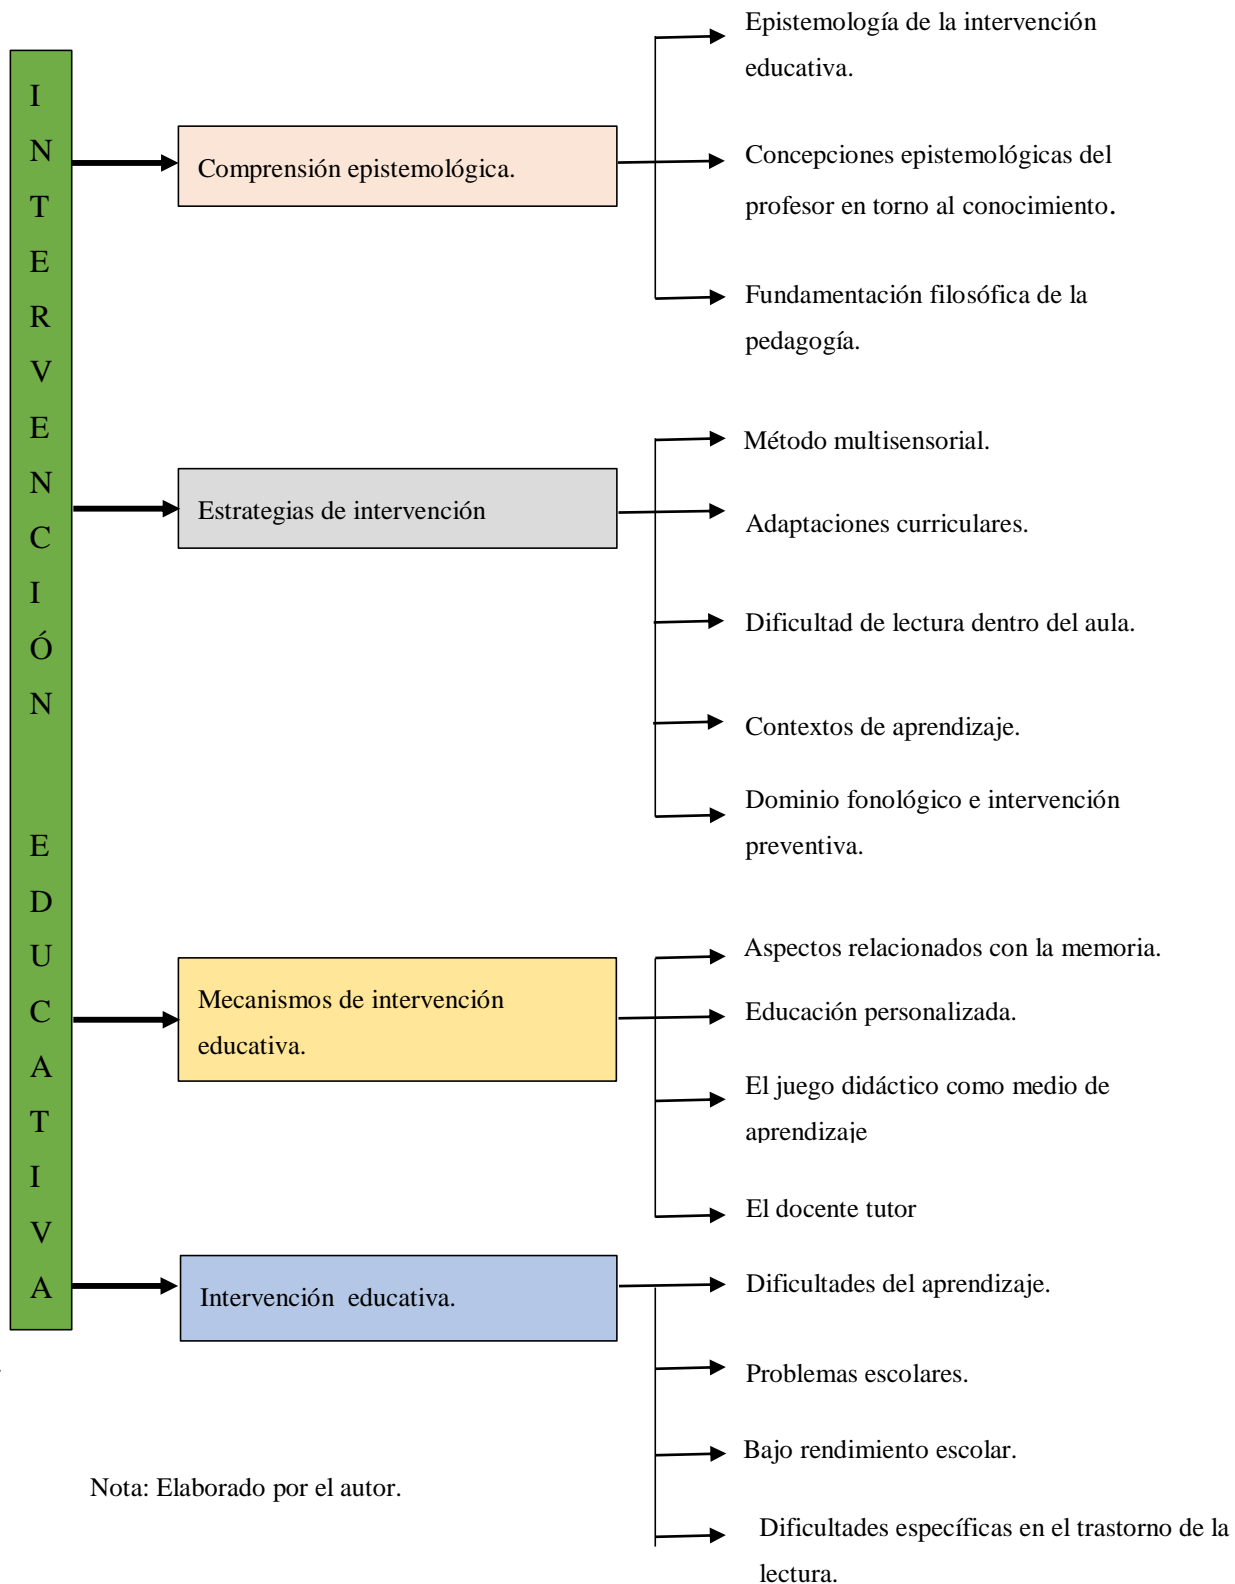 INTERVENCIÓN EDUCATIVA
Comprensión epistemológica.
Epistemología de la intervención
educativa.
Concepciones epistemológicas del
profesor en torno al conocimiento.
Fundamentación filosófica de la
pedagogía.
Estrategias de intervención
Método multisensorial.
Adaptaciones curriculares.
Dificultad de lectura dentro del aula.
Contextos de aprendizaje.
Dominio fonológico e intervención
preventiva.
Mecanismos de intervención
educativa.
Aspectos relacionados con la memoria.
Educación personalizada.
El juego didáctico como medio de
aprendizaje
El docente tutor
Intervención educativa.
Dificultades del aprendizaje.
Problemas escolares.
Bajo rendimiento escolar.
Dificultades específicas en el trastorno de la
lectura.
Nota: Elaborado por el autor.